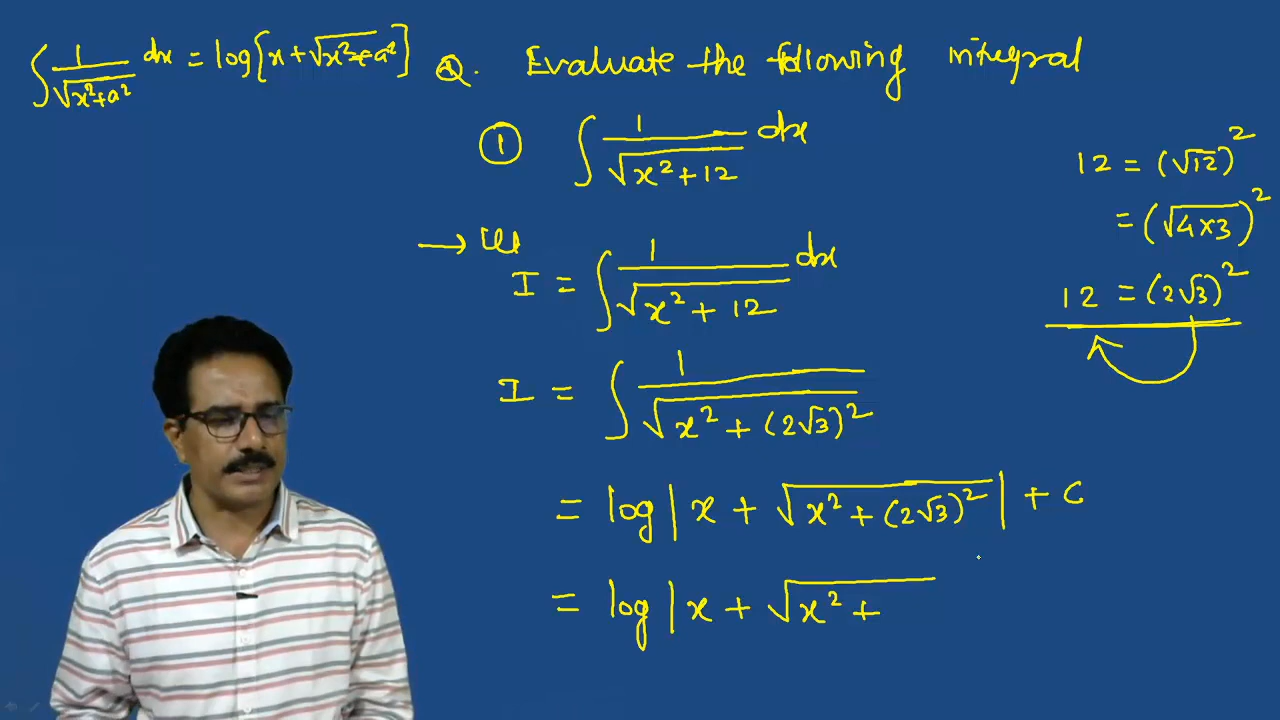 ∫ 1/√(x²+a²) dx = log[x+√(x²+a²)]
Q. Evaluate the following integral
① ∫ 1/√(x²+12) dx
12 = (√12)²
= (√(4×3))²
12 = (2√3)²
→
I = ∫ 1/√(x²+12) dx
I = ∫ 1/√(x²+(2√3)²)
= log|x+√(x²+(2√3)²)| + c
= log|x+√(x²+